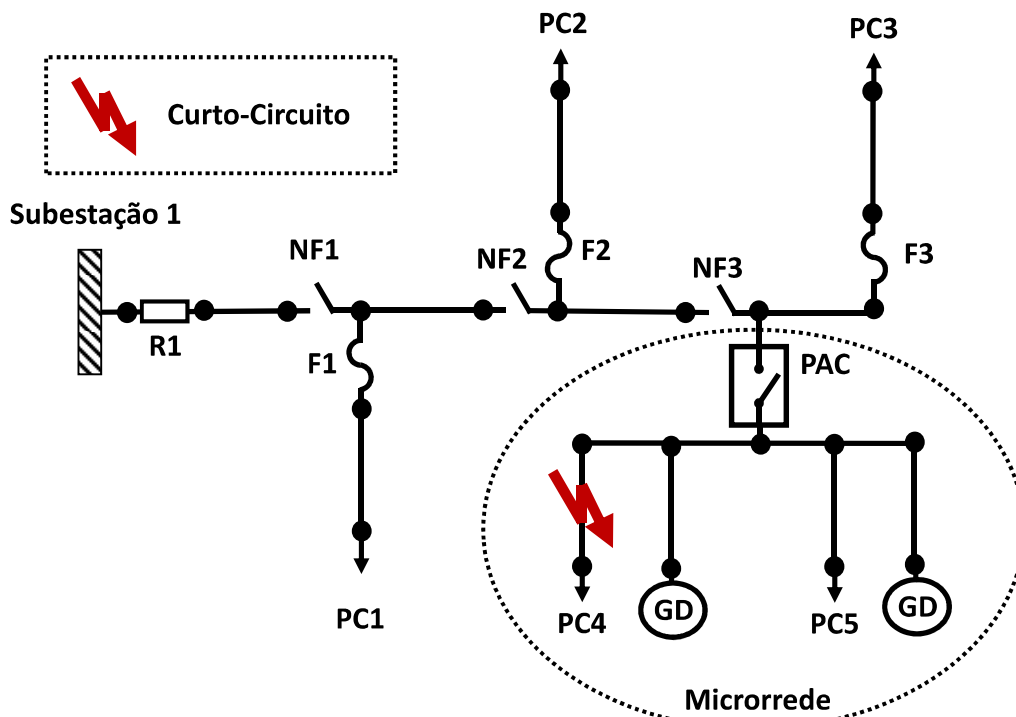 PC2
PC3
Curto-Circuito
Subestação 1
NF1
NF2
F2
NF3
F3
R1
F1
PAC
PC1
PC4
GD
PC5
GD
Microrrede